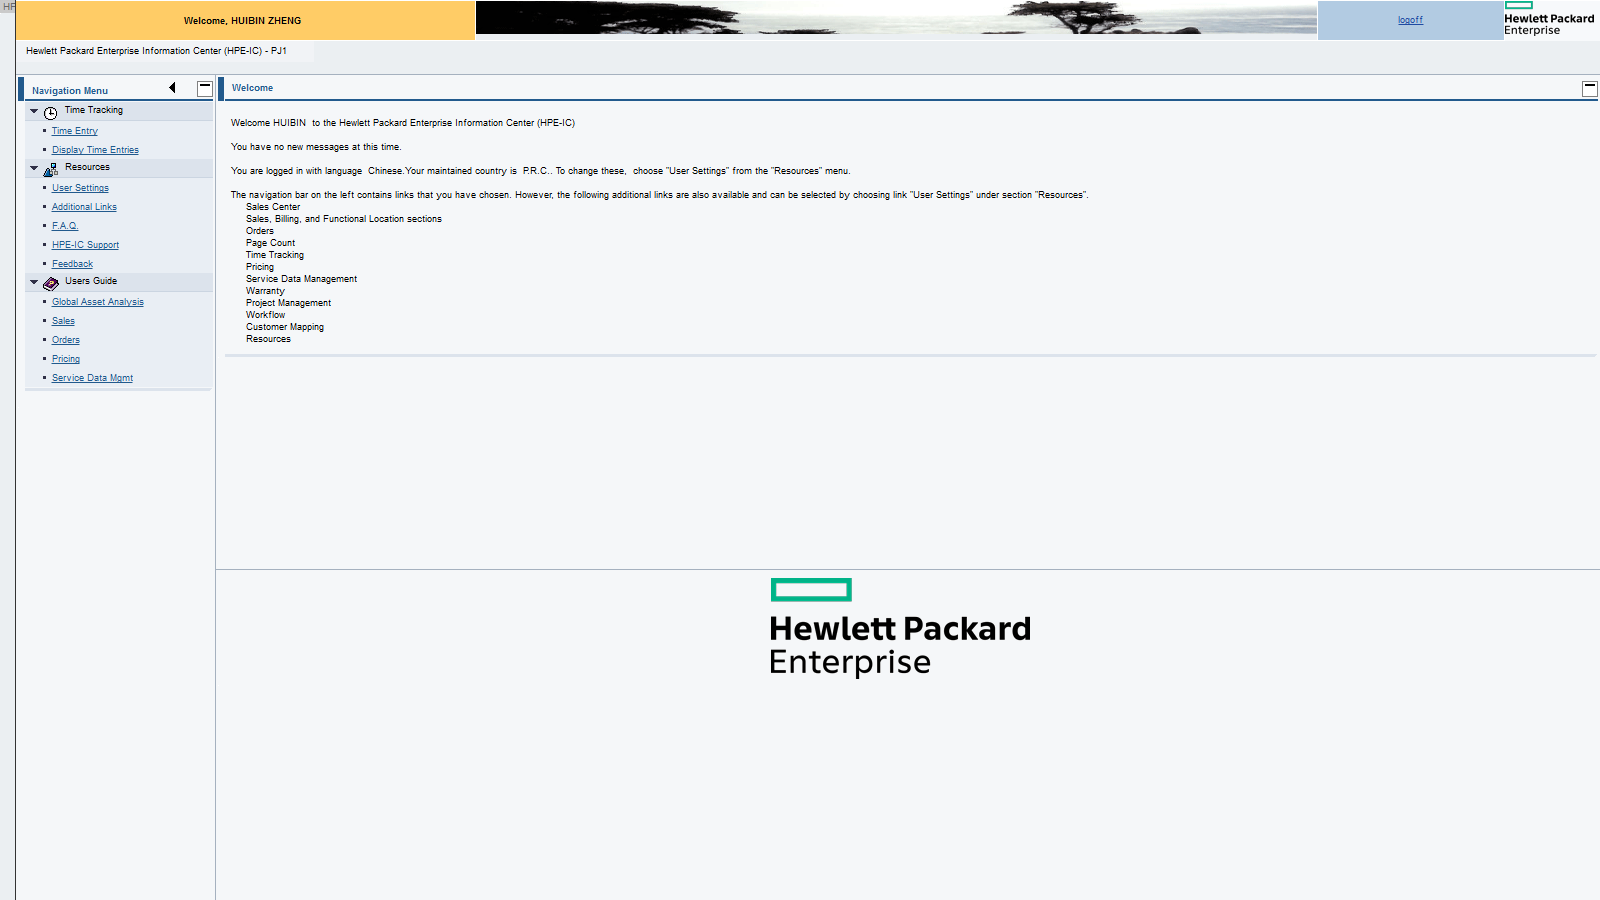 HP
Welcome, HUIBIN ZHENG
logoff
Hewlett Packard
Enterprise
Hewlett Packard Enterprise Information Center (HPE-IC) - PJ1
Navigation Menu
Time Tracking
Time Entry
Display Time Entries
Resources
User Settings
Additional Links
F.A.Q.
HPE-IC Support
Feedback
Users Guide
Global Asset Analysis
Sales
Orders
Pricing
Service Data Mgmt
Welcome
Welcome HUIBIN to the Hewlett Packard Enterprise Information Center (HPE-IC)
You have no new messages at this time.
You are logged in with language Chinese.Your maintained country is P.R.C.. To change these, choose "User Settings" from the "Resources" menu.
The navigation bar on the left contains links that you have chosen. However, the following additional links are also available and can be selected by choosing link "User Settings" under section "Resources".
Sales Center
Sales, Billing, and Functional Location sections
Orders
Page Count
Time Tracking
Pricing
Service Data Management
Warranty
Project Management
Workflow
Customer Mapping
Resources
Hewlett Packard
Enterprise